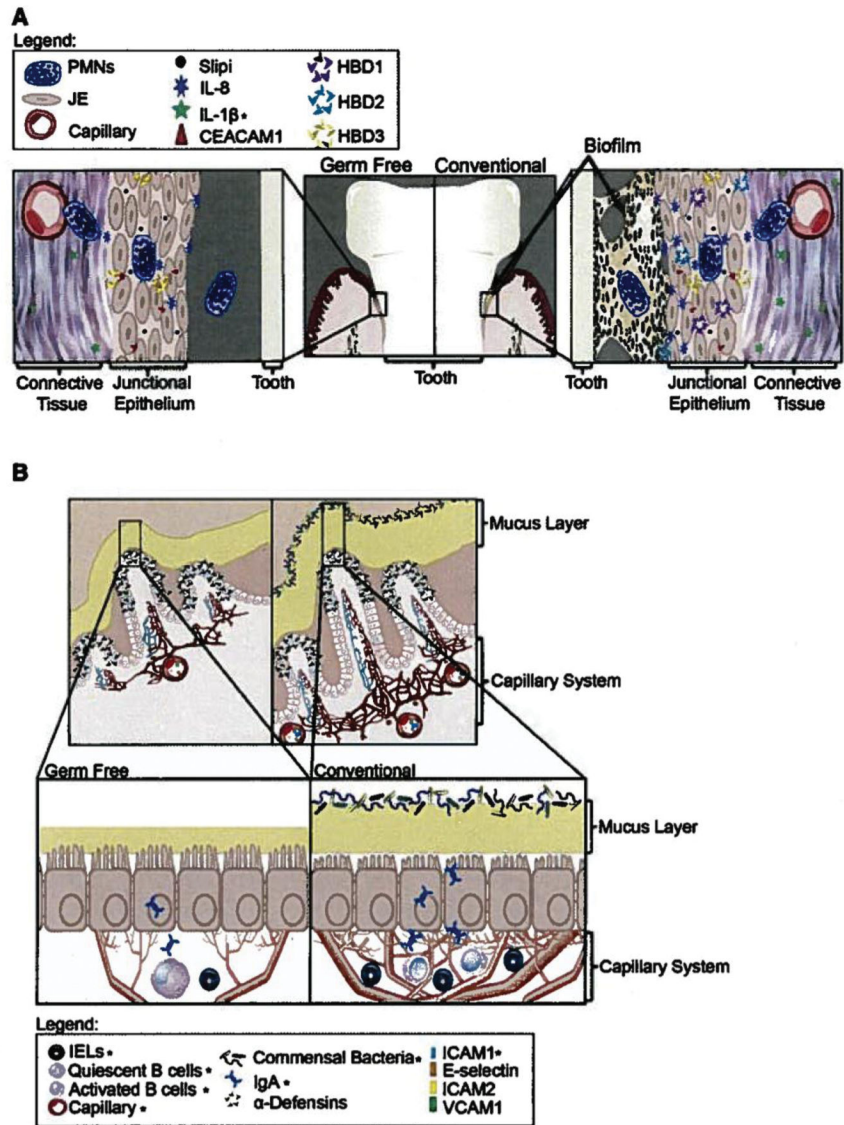 A
Legend:
PMNs
JE
Capillary
Slipi
IL-8
IL-1β*
CEACAM1
HBD1
HBD2
HBD3
Biofilm
Germ Free
Conventional
Connective
Tissue
Junctional
Epithelium
Tooth
Tooth
Tooth
Junctional
Epithelium
Connective
Tissue
B
Mucus Layer
Capillary System
Germ Free
Conventional
Mucus Layer
Capillary System
Legend:
IELs*
Quiescent B cells*
Activated B cells*
Capillary*
Commensal Bacteria*
IgA*
α-Defensins
ICAM1*
E-selectin
ICAM2
VCAM1